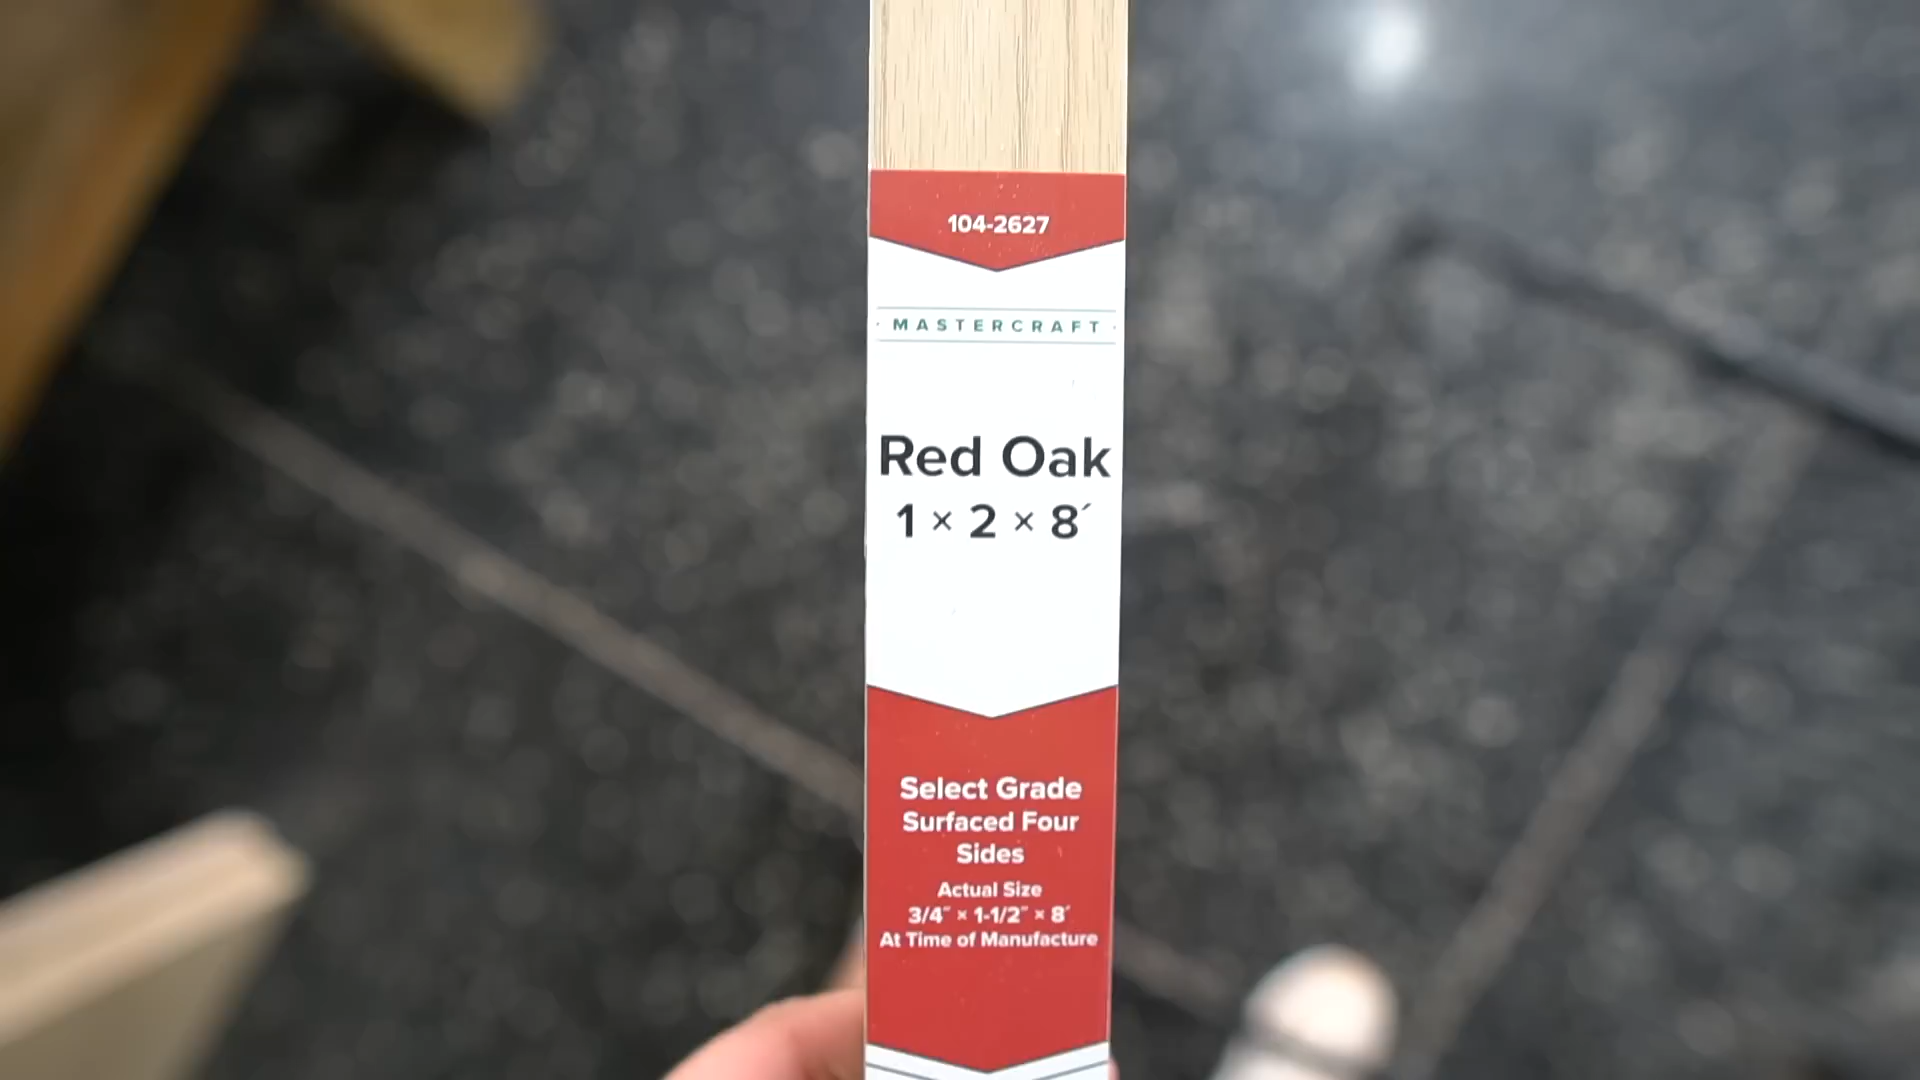 104-2627
· MASTERCRAFT ·
Red Oak
1 × 2 × 8´
Select Grade
Surfaced Four
Sides
Actual Size
3/4˝ × 1-1/2˝ × 8´
At Time of Manufacture